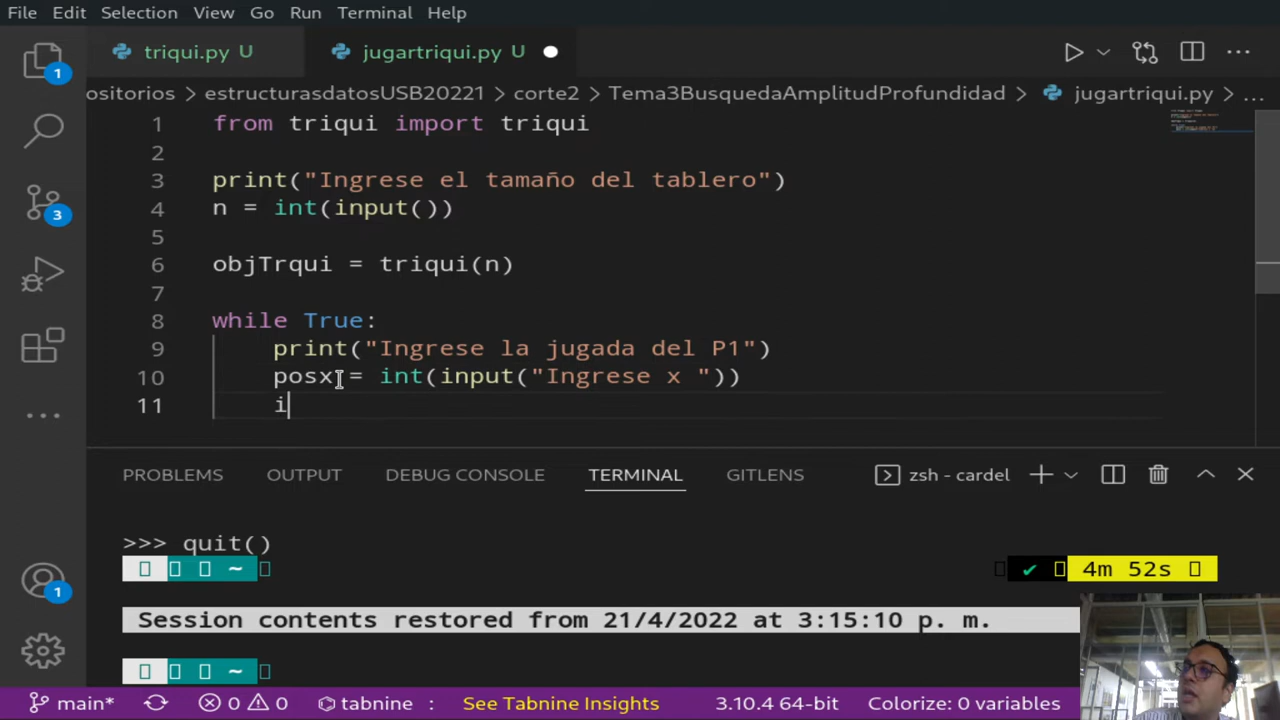 File Edit Selection View Go Run Terminal Help
1
triqui.py U
jugartriqui.py U
ositorios > estructurasdatosUSB20221 > corte2 > Tema3BusquedaAmplitudProfundidad > jugartriqui.py > ...
1 from triqui import triqui
2
3 print("Ingrese el tamaño del tablero")
4 n = int(input())
5
6 objTrqui = triqui(n)
7
8 while True:
9 print("Ingrese la jugada del P1")
10 posx = int(input("Ingrese x "))
11 i
3
PROBLEMS OUTPUT DEBUG CONSOLE TERMINAL GITLENS zsh - cardel
>>> quit()
~ ✔ 4m 52s
Session contents restored from 21/4/2022 at 3:15:10 p. m.
~
1
main* 0 0 tabnine : See Tabnine Insights 3.10.4 64-bit Colorize: 0 variables